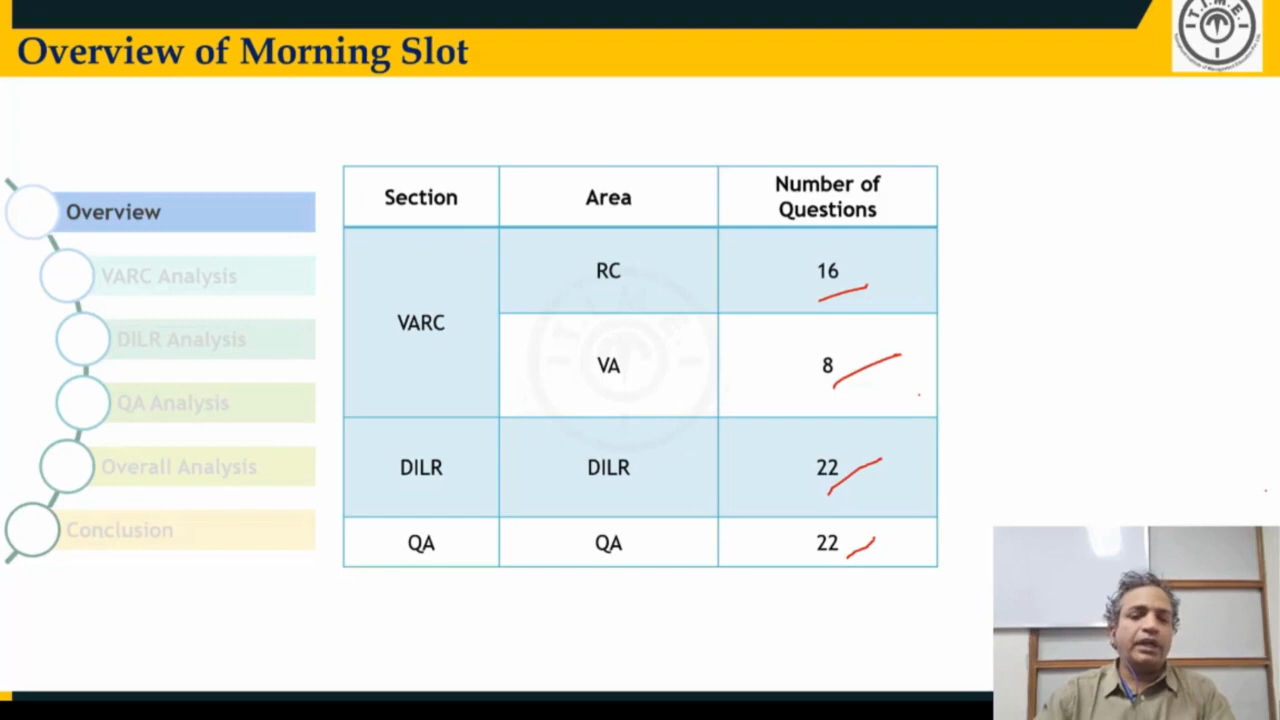 Overview of Morning Slot
T.I.M.E.
Overview
VARC Analysis
DILR Analysis
QA Analysis
Overall Analysis
Conclusion
Section Area Number of
Questions
VARC RC 16
VA 8
DILR DILR 22
QA QA 22
T.I.M.E.